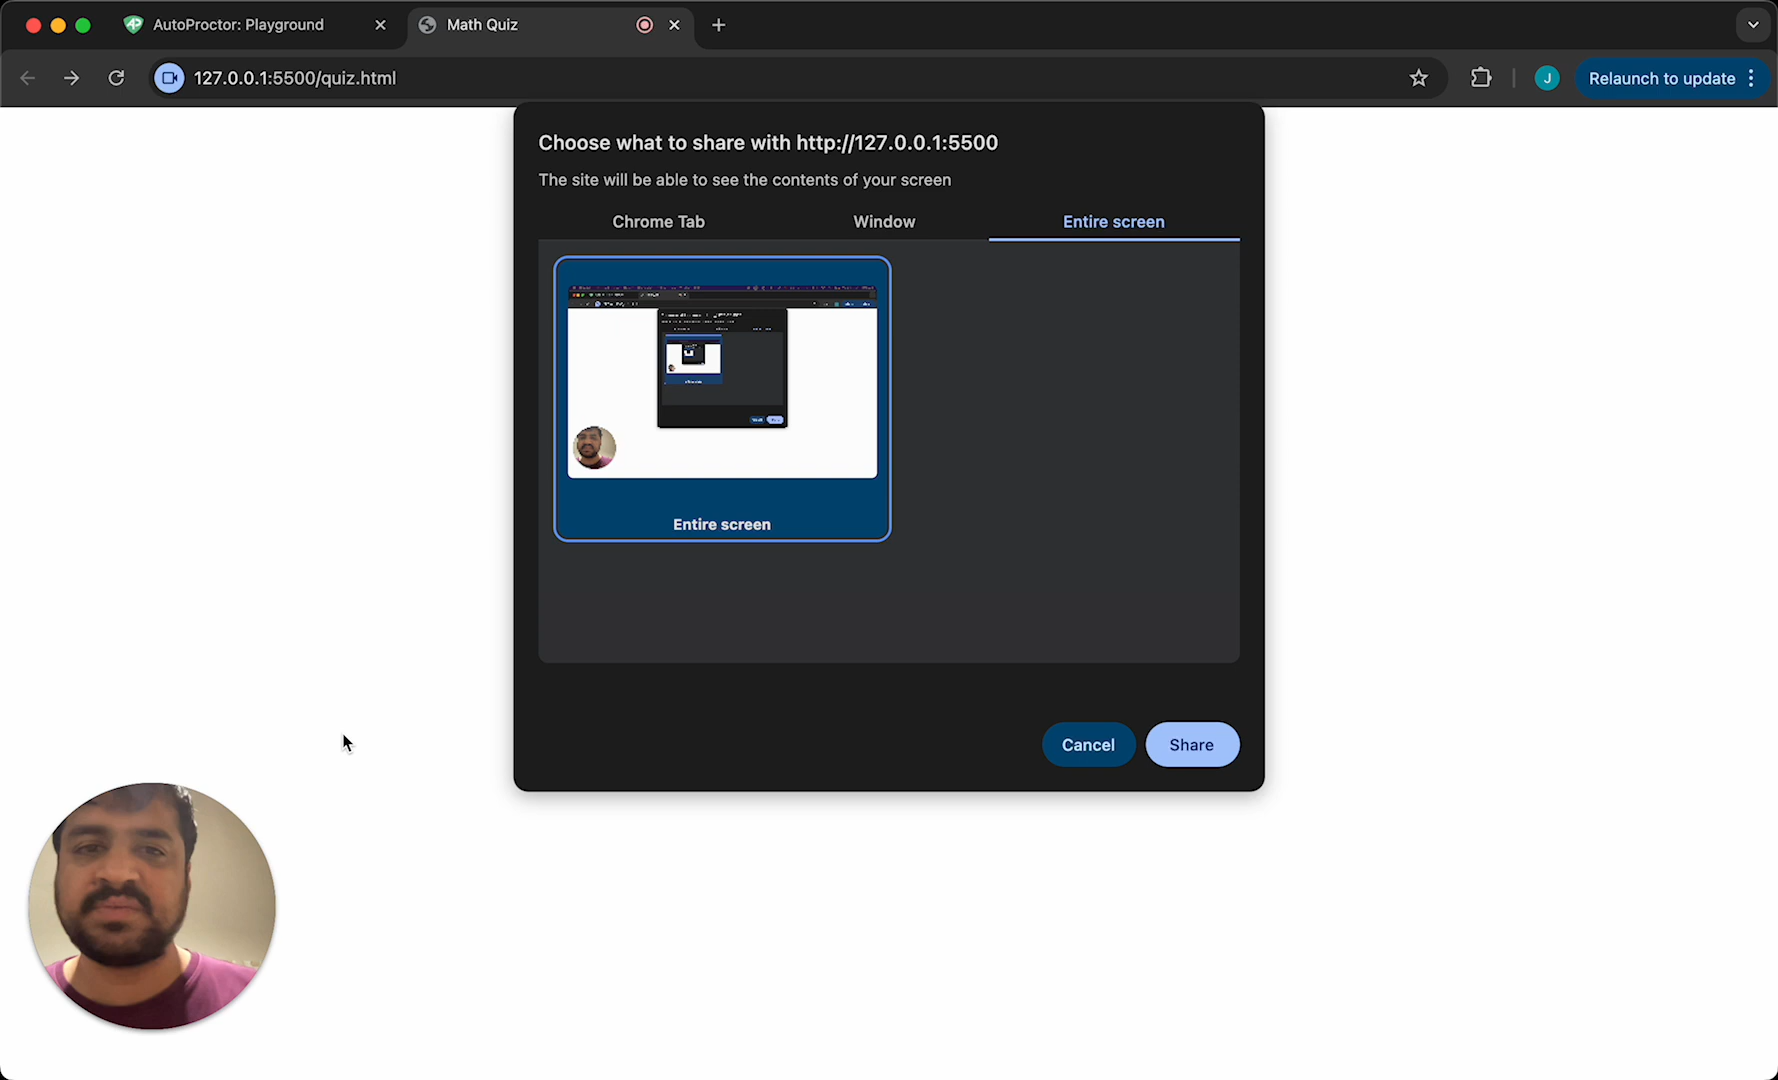 AutoProctor: Playground
Math Quiz
127.0.0.1:5500/quiz.html
J
Relaunch to update
Choose what to share with http://127.0.0.1:5500
The site will be able to see the contents of your screen
Chrome Tab
Window
Entire screen
Entire screen
Cancel
Share